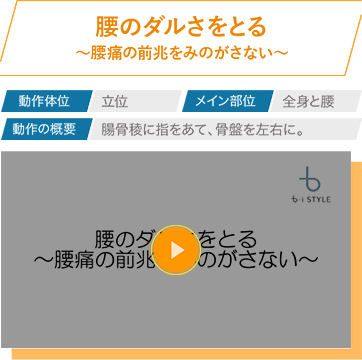 腰のダルさをとる
～腰痛の前兆をみのがさない～
動作体位 立位 メイン部位 全身と腰
動作の概要 腸骨稜に指をあて、骨盤を左右に。
b・i STYLE
腰のダルさをとる
～腰痛の前兆をみのがさない～